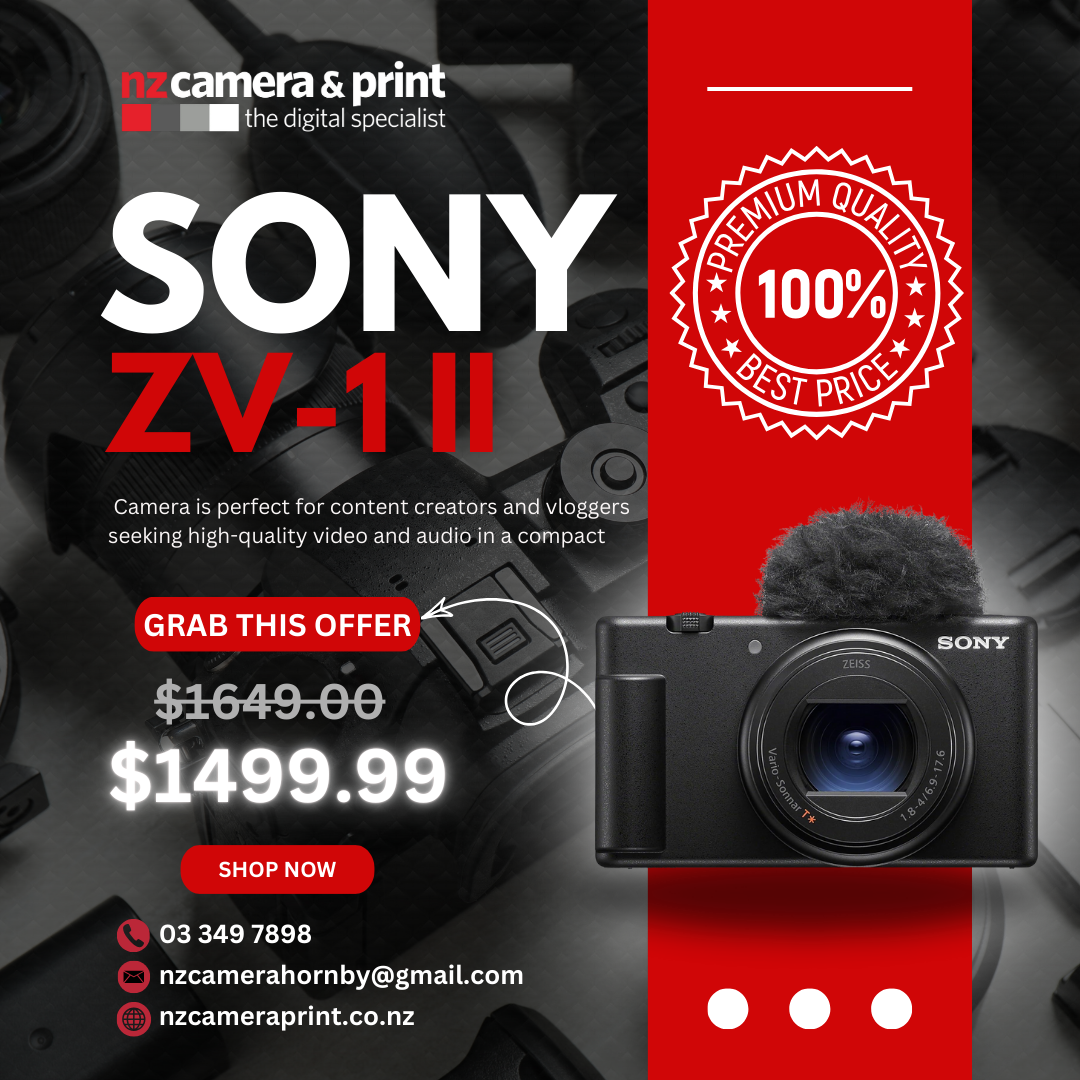 nz camera & print
the digital specialist
SONY
ZV-1 II
Camera is perfect for content creators and vloggers
seeking high-quality video and audio in a compact
GRAB THIS OFFER
$1649.00
$1499.99
SHOP NOW
03 349 7898
nzcamerahornby@gmail.com
nzcameraprint.co.nz
PREMIUM QUALITY
100%
BEST PRICE
SONY
ZEISS
Vario-Sonnar T*
1.8-4/6.9-17.6